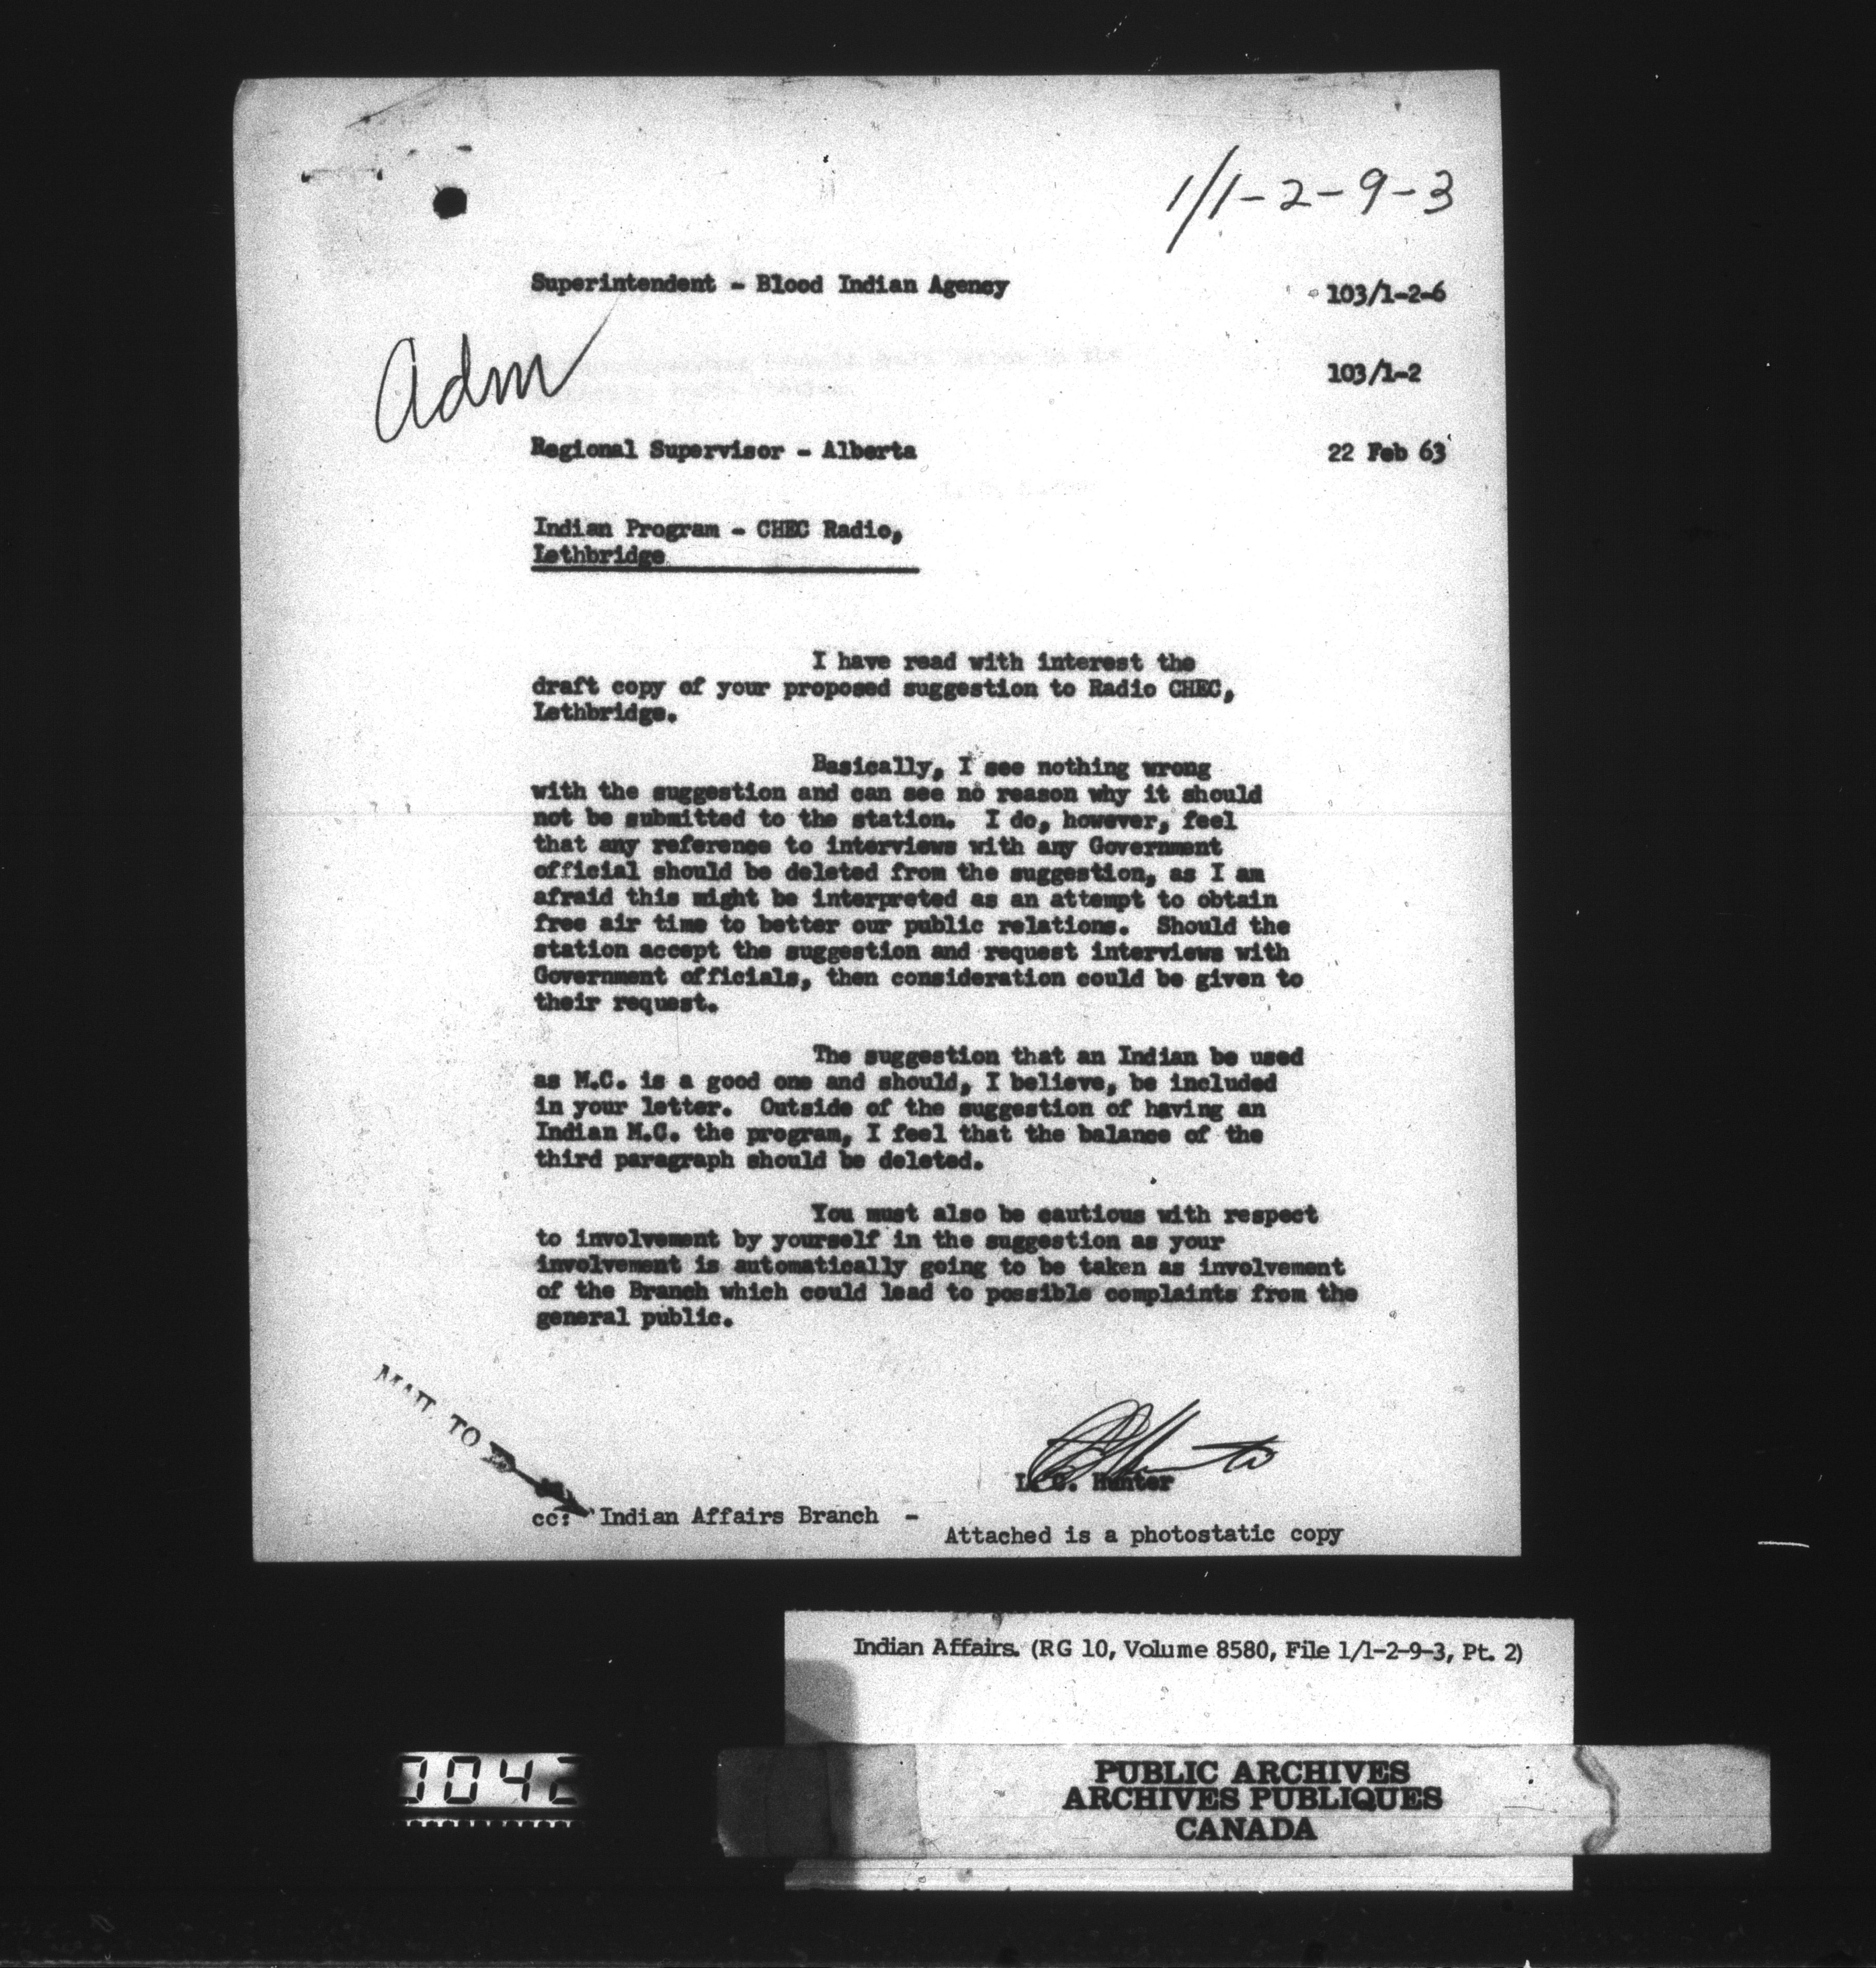 1/1-2-9-3
Superintendent - Blood Indian Agency
103/1-2-6
Adm
103/1-2
Regional Supervisor - Alberta
22 Feb 63
Indian Program - CHEC Radio,
Lethbridge
I have read with interest the
draft copy of your proposed suggestion to Radio CHEC,
Lethbridge.
Basically, I see nothing wrong
with the suggestion and can see no reason why it should
not be submitted to the station. I do, however, feel
that any reference to interviews with any Government
official should be deleted from the suggestion, as I am
afraid this might be interpreted as an attempt to obtain
free air time to better our public relations. Should the
station accept the suggestion and request interviews with
Government officials, then consideration could be given to
their request.
The suggestion that an Indian be used
as M.C. is a good one and should, I believe, be included
in your letter. Outside of the suggestion of having an
Indian M.C. the program, I feel that the balance of the
third paragraph should be deleted.
You must also be cautious with respect
to involvement by yourself in the suggestion as your
involvement is automatically going to be taken as involvement
of the Branch which could lead to possible complaints from the
general public.
MAIL TO
L. C. Hunter
cc: Indian Affairs Branch -
Attached is a photostatic copy
Indian Affairs. (RG 10, Volume 8580, File 1/1-2-9-3, Pt. 2)
PUBLIC ARCHIVES
ARCHIVES PUBLIQUES
CANADA